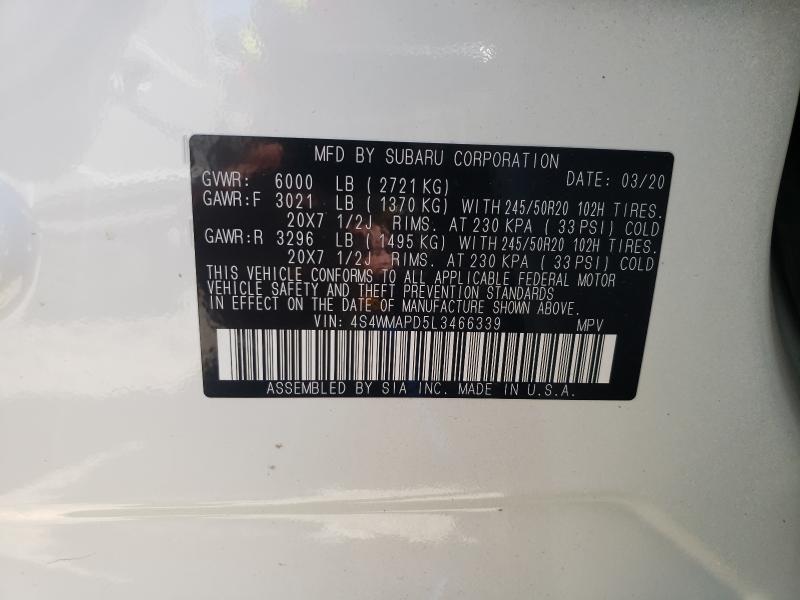 MFD BY SUBARU CORPORATION
GVWR: 6000 LB (2721 KG) DATE: 03/20
GAWR:F 3021 LB (1370 KG) WITH 245/50R20 102H TIRES.
20X7 1/2J RIMS. AT 230 KPA (33 PSI) COLD
GAWR:R 3296 LB (1495 KG) WITH 245/50R20 102H TIRES.
20X7 1/2J RIMS. AT 230 KPA (33 PSI) COLD
THIS VEHICLE CONFORMS TO ALL APPLICABLE FEDERAL MOTOR
VEHICLE SAFETY AND THEFT PREVENTION STANDARDS
IN EFFECT ON THE DATE OF MANUFACTURE SHOWN ABOVE.
VIN: 4S4WMAPD5L3466339 MPV
ASSEMBLED BY SIA INC. MADE IN U.S.A.